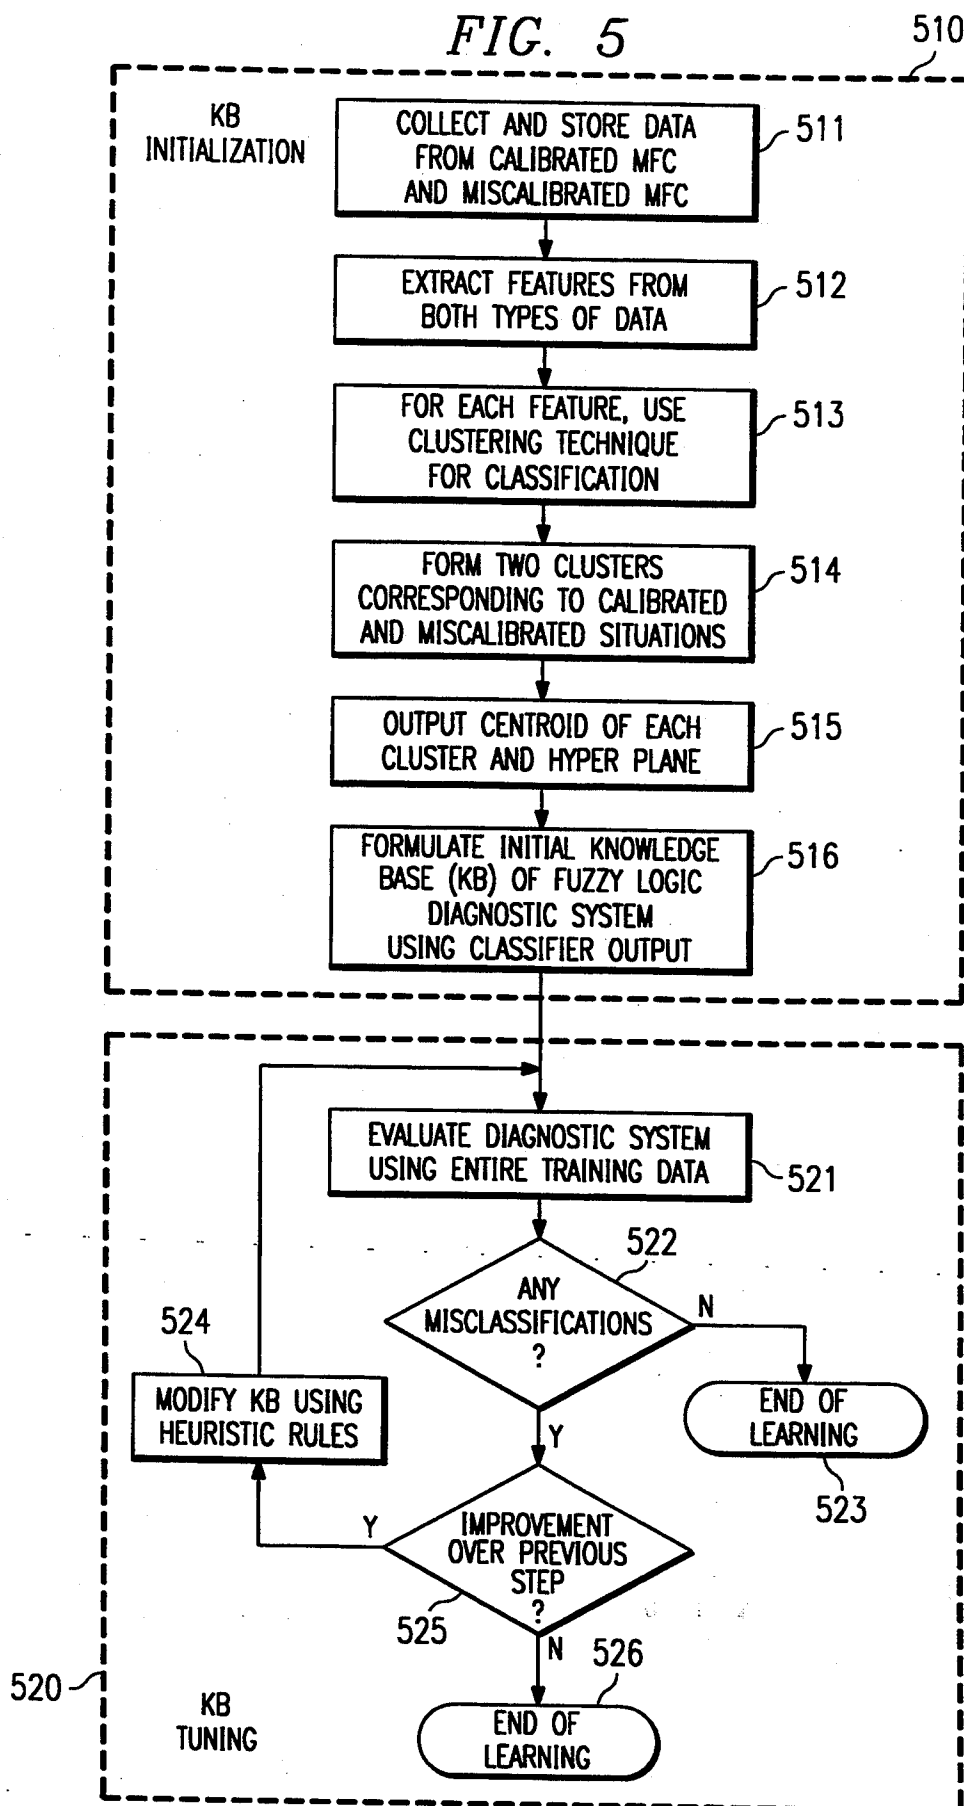 FIG. 5
510
KB
INITIALIZATION
COLLECT AND STORE DATA
FROM CALIBRATED MFC
AND MISCALIBRATED MFC
511
EXTRACT FEATURES FROM
BOTH TYPES OF DATA
512
FOR EACH FEATURE, USE
CLUSTERING TECHNIQUE
FOR CLASSIFICATION
513
FORM TWO CLUSTERS
CORRESPONDING TO CALIBRATED
AND MISCALIBRATED SITUATIONS
514
OUTPUT CENTROID OF EACH
CLUSTER AND HYPER PLANE
515
FORMULATE INITIAL KNOWLEDGE
BASE (KB) OF FUZZY LOGIC
DIAGNOSTIC SYSTEM
USING CLASSIFIER OUTPUT
516
EVALUATE DIAGNOSTIC SYSTEM
USING ENTIRE TRAINING DATA
521
522
ANY
MISCLASSIFICATIONS
?
N
Y
END OF
LEARNING
523
524
MODIFY KB USING
HEURISTIC RULES
Y
IMPROVEMENT
OVER PREVIOUS
STEP
?
525
N
526
END OF
LEARNING
520
KB
TUNING